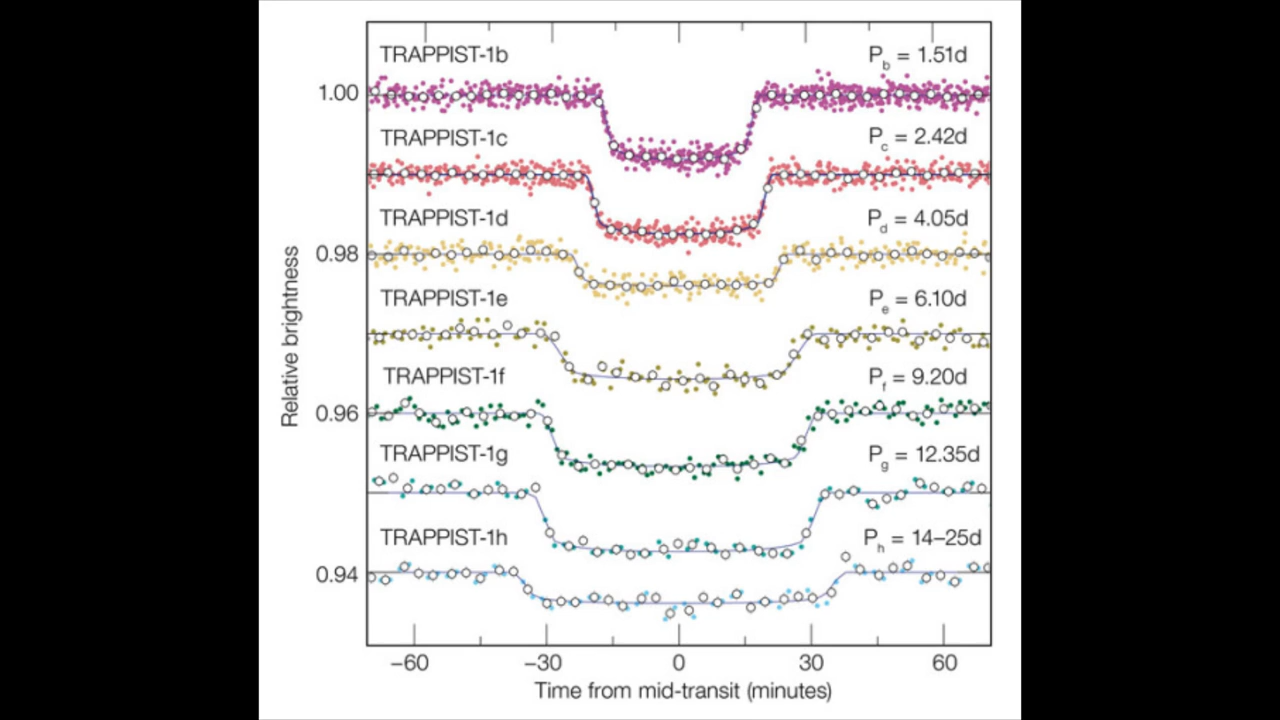 TRAPPIST-1b
P_b = 1.51d
1.00
TRAPPIST-1c
P_c = 2.42d
TRAPPIST-1d
P_d = 4.05d
0.98
TRAPPIST-1e
P_e = 6.10d
TRAPPIST-1f
P_f = 9.20d
0.96
TRAPPIST-1g
P_g = 12.35d
TRAPPIST-1h
P_h = 14–25d
0.94
Relative brightness
−60 −30 0 30 60
Time from mid-transit (minutes)